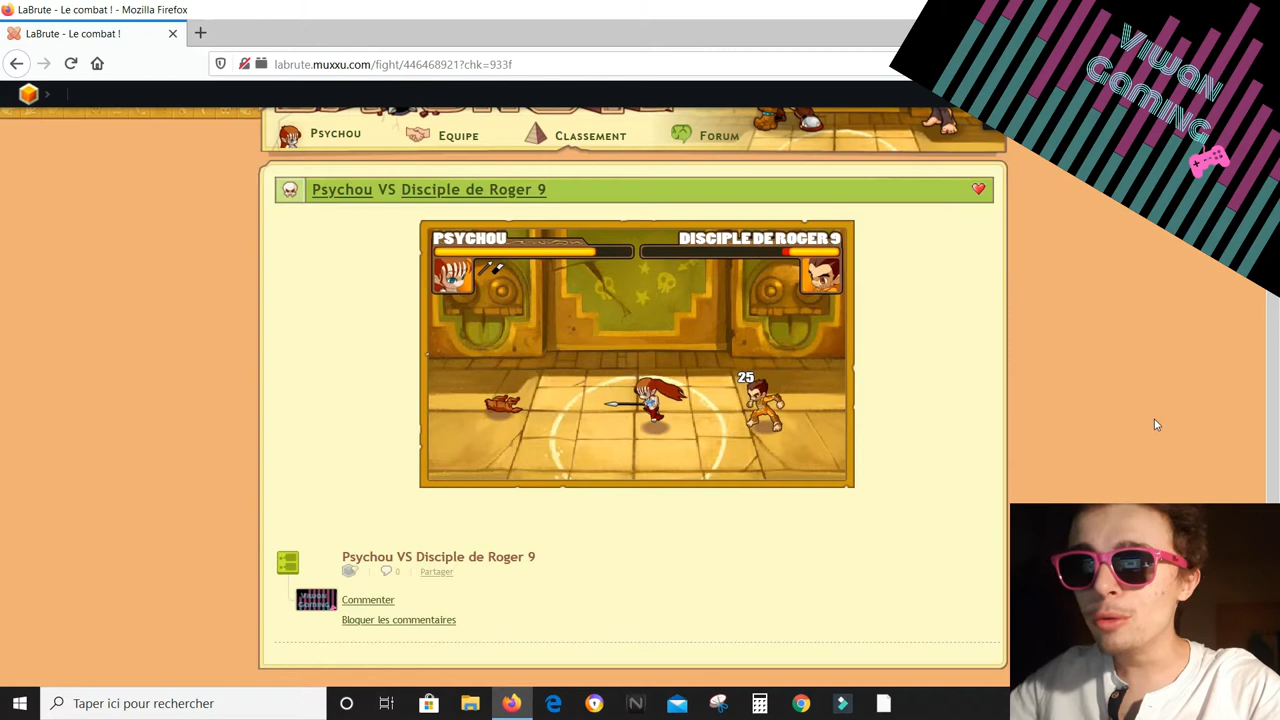 LaBrute - Le combat ! - Mozilla Firefox
LaBrute - Le combat !
labrute.muxxu.com/fight/446468921?chk=933f
VIWAN
GAMING
PSYCHOU
EQUIPE
CLASSEMENT
FORUM
Psychou VS Disciple de Roger 9
PSYCHOU
DISCIPLE DE ROGER 9
25
Psychou VS Disciple de Roger 9
0
Partager
VIWAN
GAMING
Commenter
Bloquer les commentaires
Taper ici pour rechercher